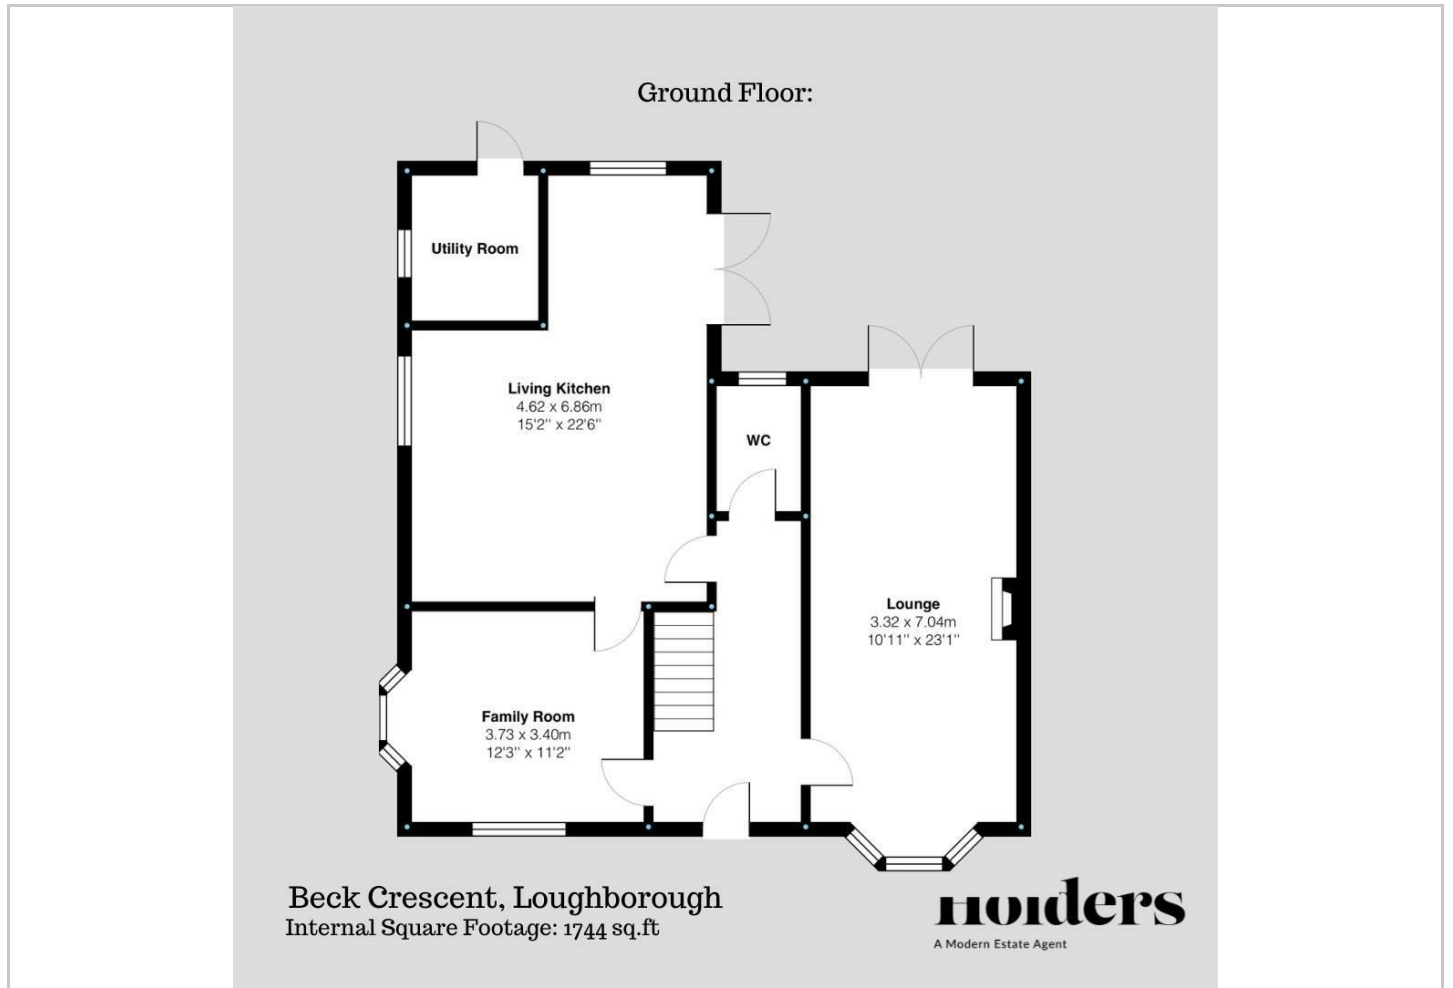 Ground Floor:
Utility Room
Living Kitchen
4.62 x 6.86m
15'2" x 22'6"
WC
Lounge
3.32 x 7.04m
10'11" x 23'1"
Family Room
3.73 x 3.40m
12'3" x 11'2"
Beck Crescent, Loughborough
Internal Square Footage: 1744 sq.ft
Holders
A Modern Estate Agent